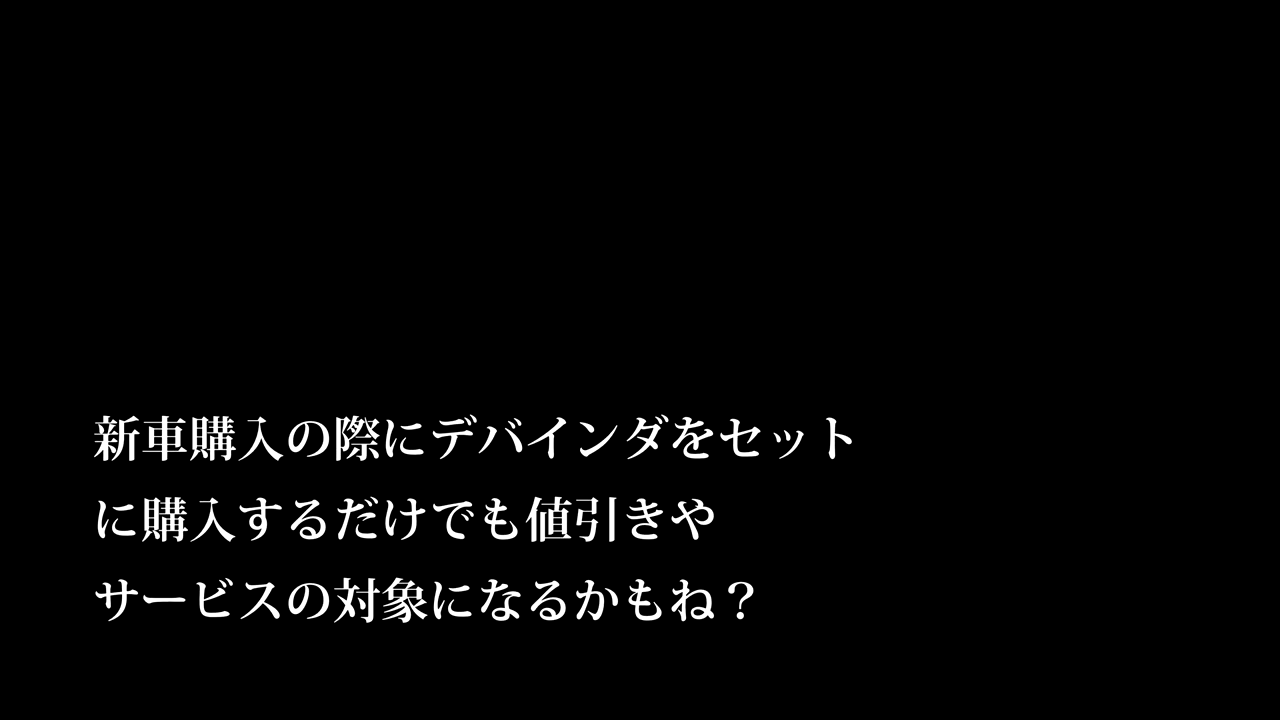 新車購入の際にデバインダをセット
に購入するだけでも値引きや
サービスの対象になるかもね？